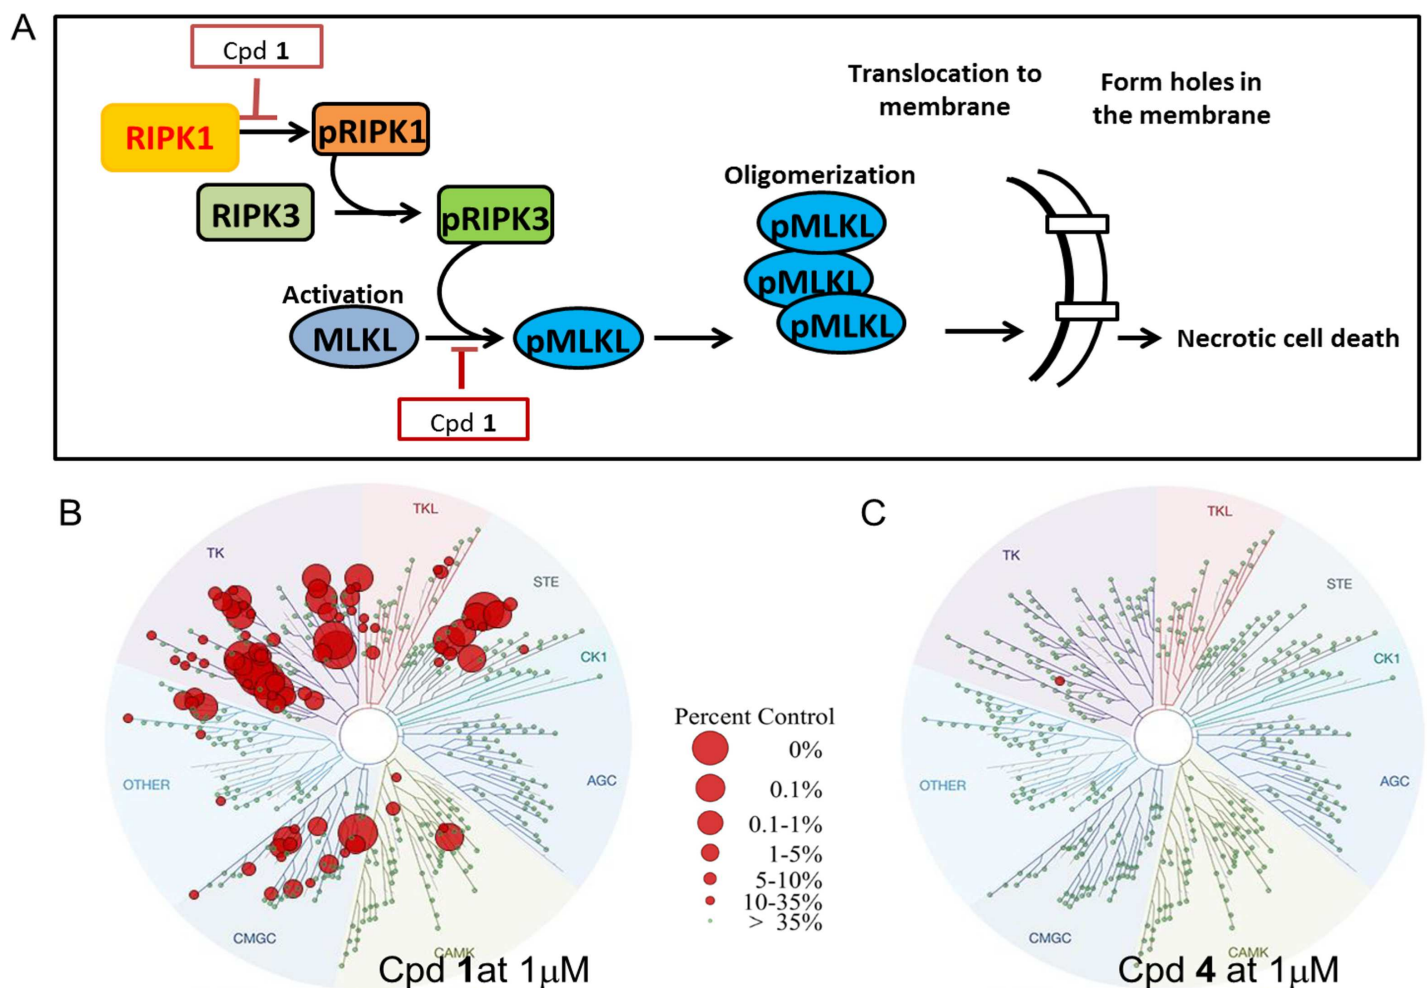 A
Cpd 1
RIPK1
pRIPK1
RIPK3
pRIPK3
Activation
MLKL
pMLKL
Cpd 1
Oligomerization
pMLKL
pMLKL
pMLKL
Translocation to
membrane
Form holes in
the membrane
Necrotic cell death
B
TKL
TK
STE
CK1
OTHER
AGC
CMGC
CAMK
Cpd 1at 1μM
Percent Control
0%
0.1%
0.1-1%
1-5%
5-10%
10-35%
> 35%
C
TKL
TK
STE
CK1
OTHER
AGC
CMGC
CAMK
Cpd 4 at 1μM